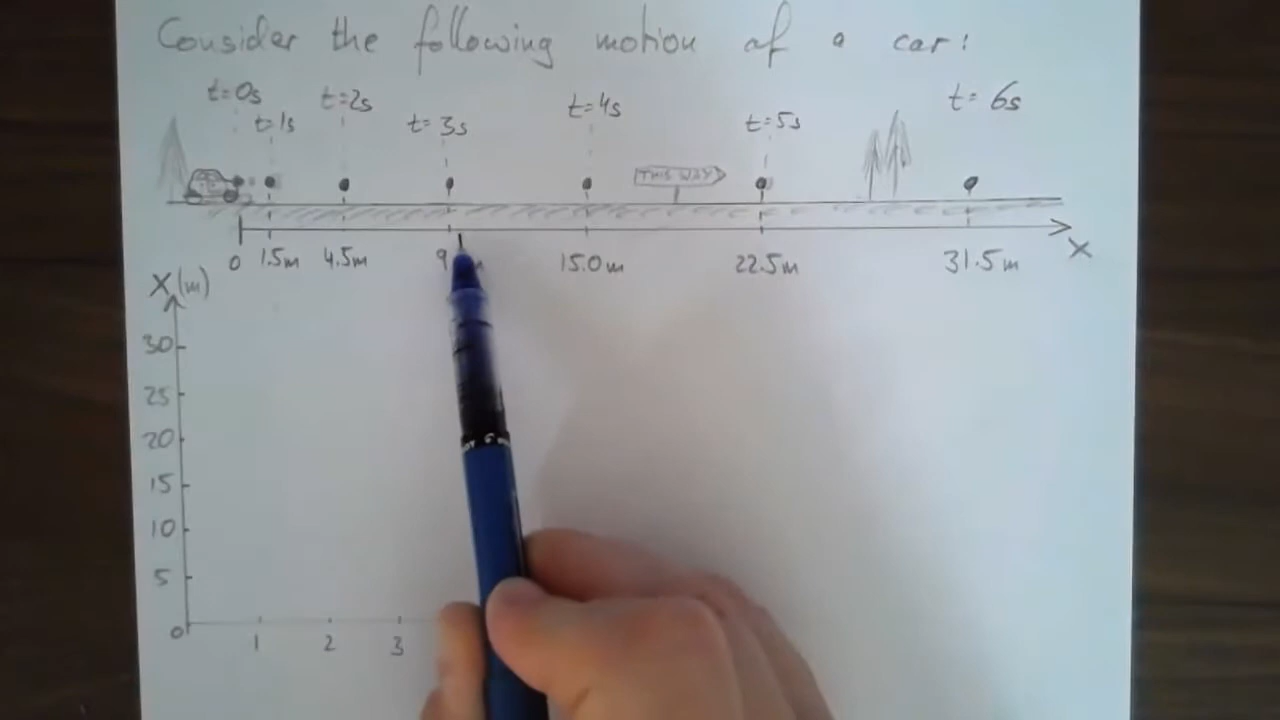 Consider the following motion of a car:
t=0s t=1s t=2s t=3s t=4s t=5s t=6s
THIS WAY
0 1.5m 4.5m 9 m 15.0m 22.5m 31.5m X
X(m)
30
25
20
15
10
5
0
1 2 3